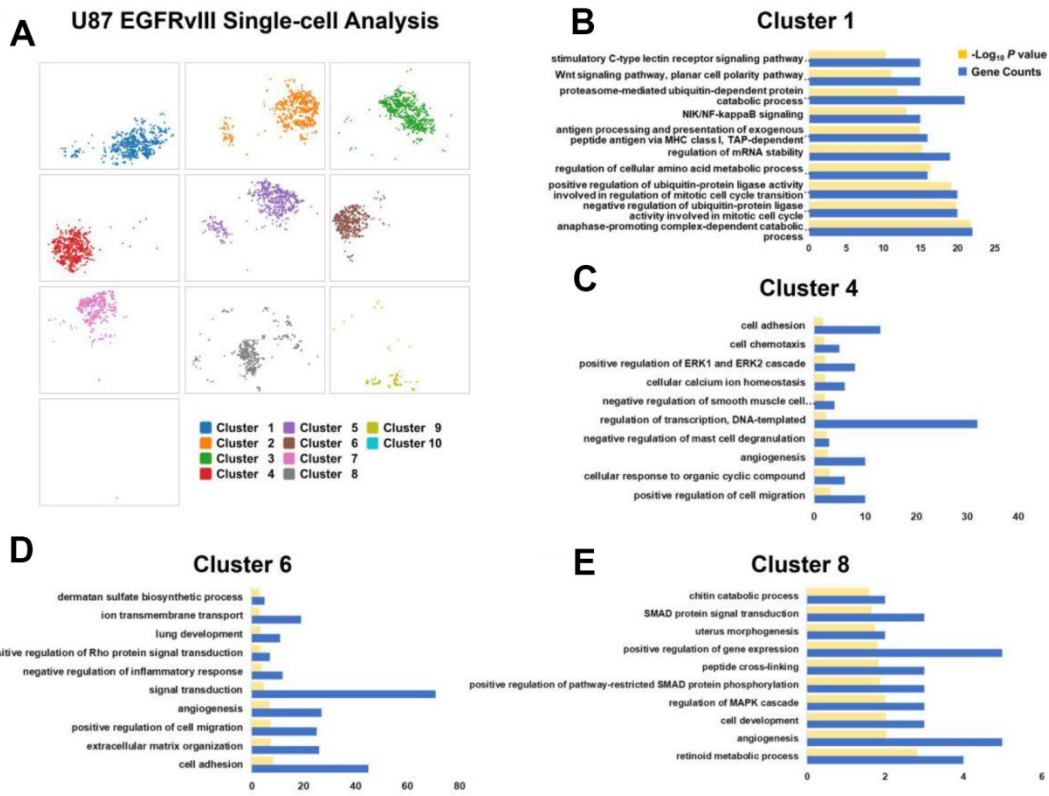 U87 EGFRvIII Single-cell Analysis
A
Cluster 1
Cluster 2
Cluster 3
Cluster 4
Cluster 5
Cluster 6
Cluster 7
Cluster 8
Cluster 9
Cluster 10
B
Cluster 1
-Log10 P value
Gene Counts
stimulatory C-type lectin receptor signaling pathway
Wnt signaling pathway, planar cell polarity pathway
proteasome-mediated ubiquitin-dependent protein
catabolic process
NIK/NF-kappaB signaling
antigen processing and presentation of exogenous
peptide antigen via MHC class I, TAP-dependent
regulation of mRNA stability
regulation of cellular amino acid metabolic process
positive regulation of ubiquitin-protein ligase activity
involved in regulation of mitotic cell cycle transition
negative regulation of ubiquitin-protein ligase
activity involved in mitotic cell cycle
anaphase-promoting complex-dependent catabolic
process
0 5 10 15 20 25
C
Cluster 4
cell adhesion
cell chemotaxis
positive regulation of ERK1 and ERK2 cascade
cellular calcium ion homeostasis
negative regulation of smooth muscle cell...
regulation of transcription, DNA-templated
negative regulation of mast cell degranulation
angiogenesis
cellular response to organic cyclic compound
positive regulation of cell migration
0 10 20 30 40
D
Cluster 6
dermatan sulfate biosynthetic process
ion transmembrane transport
lung development
sitive regulation of Rho protein signal transduction
negative regulation of inflammatory response
signal transduction
angiogenesis
positive regulation of cell migration
extracellular matrix organization
cell adhesion
0 20 40 60 80
E
Cluster 8
chitin catabolic process
SMAD protein signal transduction
uterus morphogenesis
positive regulation of gene expression
peptide cross-linking
positive regulation of pathway-restricted SMAD protein phosphorylation
regulation of MAPK cascade
cell development
angiogenesis
retinoid metabolic process
0 2 4 6